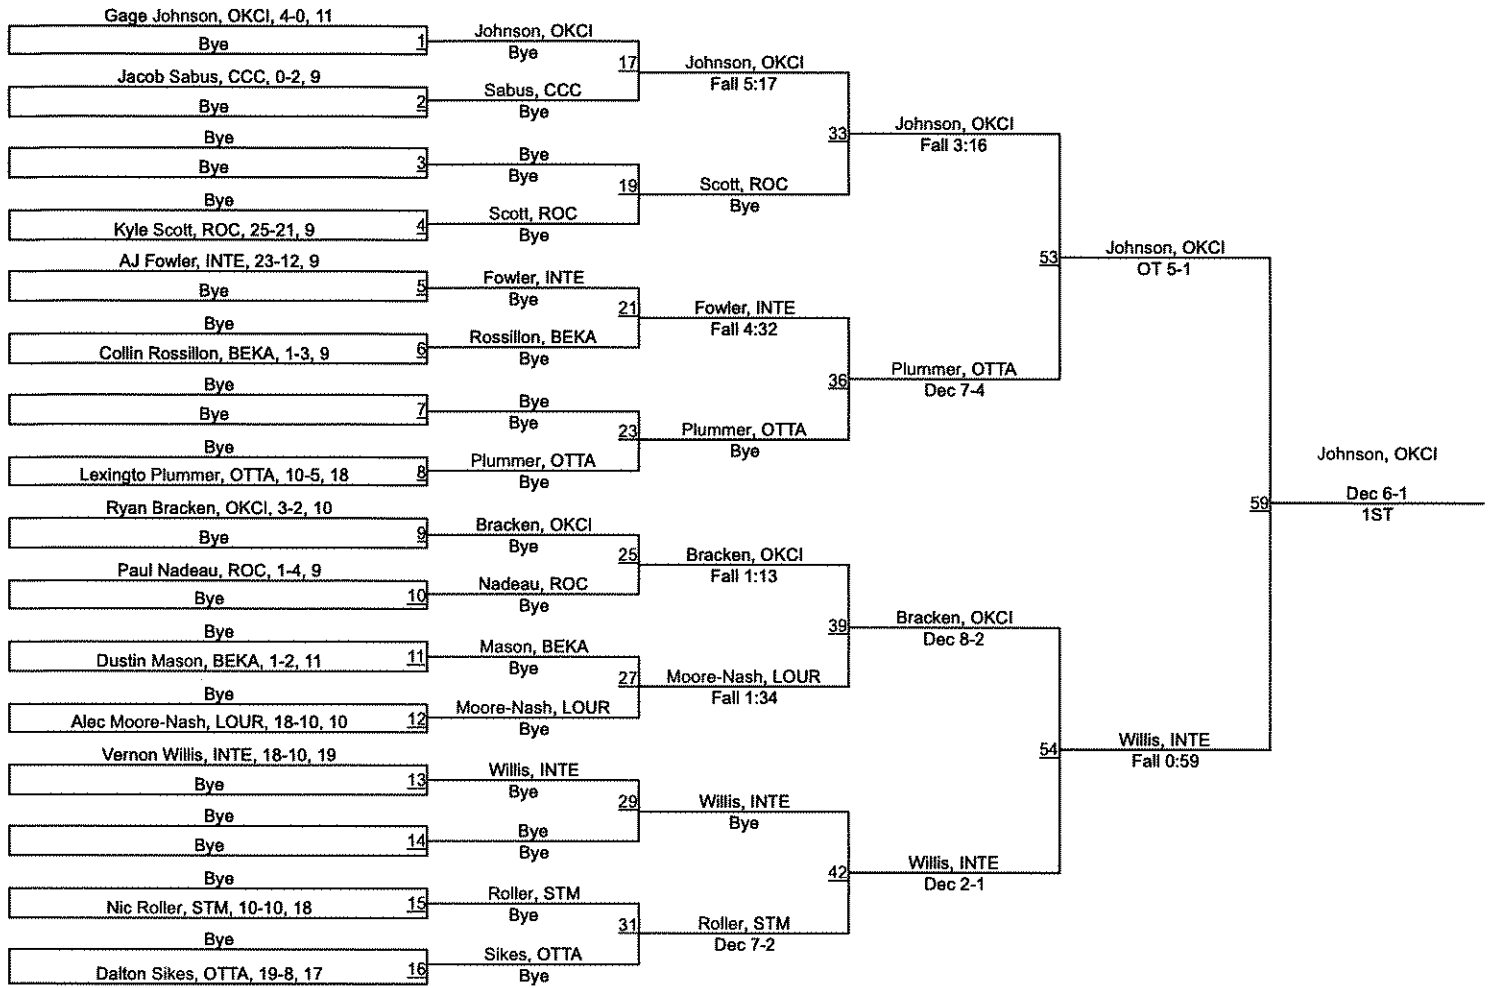 Gage Johnson, OKCI, 4-0, 11
Bye 1
Jacob Sabus, CCC, 0-2, 9
Bye 2
Bye
Bye 3
Bye
Kyle Scott, ROC, 25-21, 9 4
AJ Fowler, INTE, 23-12, 9
Bye 5
Bye
Collin Rossillon, BEKA, 1-3, 9 6
Bye
Bye 7
Bye
Lexingto Plummer, OTTA, 10-5, 18 8
Ryan Bracken, OKCI, 3-2, 10
Bye 9
Paul Nadeau, ROC, 1-4, 9
Bye 10
Bye
Dustin Mason, BEKA, 1-2, 11 11
Bye
Alec Moore-Nash, LOUR, 18-10, 10 12
Vernon Willis, INTE, 18-10, 19
Bye 13
Bye
Bye 14
Bye
Nic Roller, STM, 10-10, 18 15
Bye
Dalton Sikes, OTTA, 19-8, 17 16
Johnson, OKCI
Bye
17
Sabus, CCC
Bye
Bye
Bye
19
Scott, ROC
Bye
Fowler, INTE
Bye
21
Rossillon, BEKA
Bye
Bye
Bye
23
Plummer, OTTA
Bye
Bracken, OKCI
Bye
25
Nadeau, ROC
Bye
Mason, BEKA
Bye
27
Moore-Nash, LOUR
Bye
Willis, INTE
Bye
29
Bye
Bye
Roller, STM
Bye
31
Sikes, OTTA
Bye
Johnson, OKCI
Fall 5:17
33
Scott, ROC
Bye
Fowler, INTE
Fall 4:32
36
Plummer, OTTA
Bye
Bracken, OKCI
Fall 1:13
39
Moore-Nash, LOUR
Fall 1:34
Willis, INTE
Bye
42
Roller, STM
Dec 7-2
Johnson, OKCI
Fall 3:16
53
Plummer, OTTA
Dec 7-4
Bracken, OKCI
Dec 8-2
54
Willis, INTE
Dec 2-1
Johnson, OKCI
OT 5-1
59
Willis, INTE
Fall 0:59
Johnson, OKCI
Dec 6-1
1ST